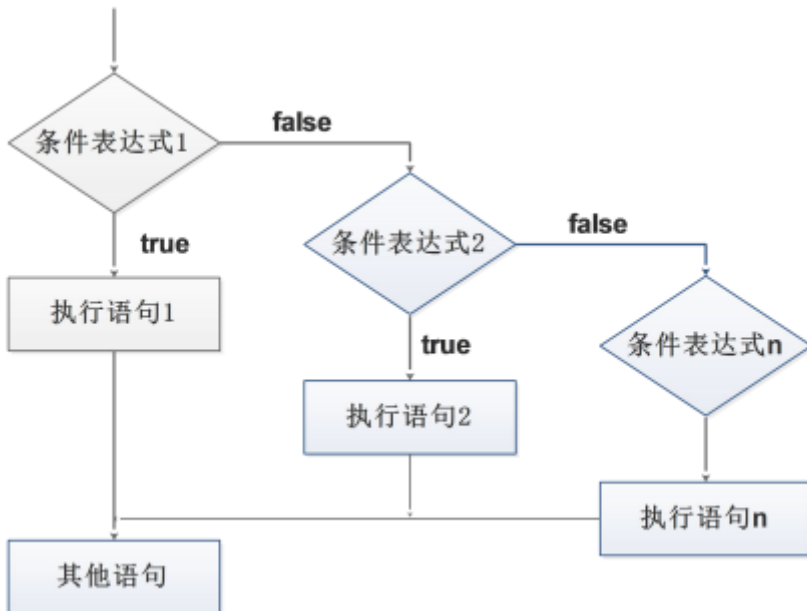 条件表达式1
false
true
条件表达式2
false
执行语句1
true
条件表达式n
执行语句2
执行语句n
其他语句